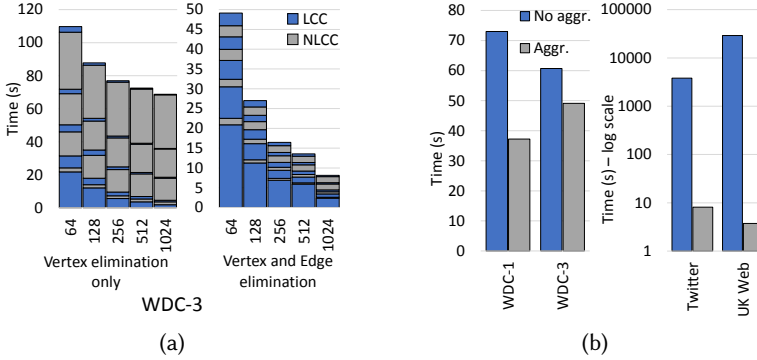 Time (s)
120
100
80
60
40
20
0
64
128
256
512
1024
Vertex elimination
only
50
45
40
35
30
25
20
15
10
5
0
LCC
NLCC
64
128
256
512
1024
Vertex and Edge
elimination
WDC-3
(a)
Time (s)
80
70
60
50
40
30
20
10
0
No aggr.
Aggr.
WDC-1
WDC-3
Time (s) – log scale
100000
10000
1000
100
10
1
Twitter
UK Web
(b)